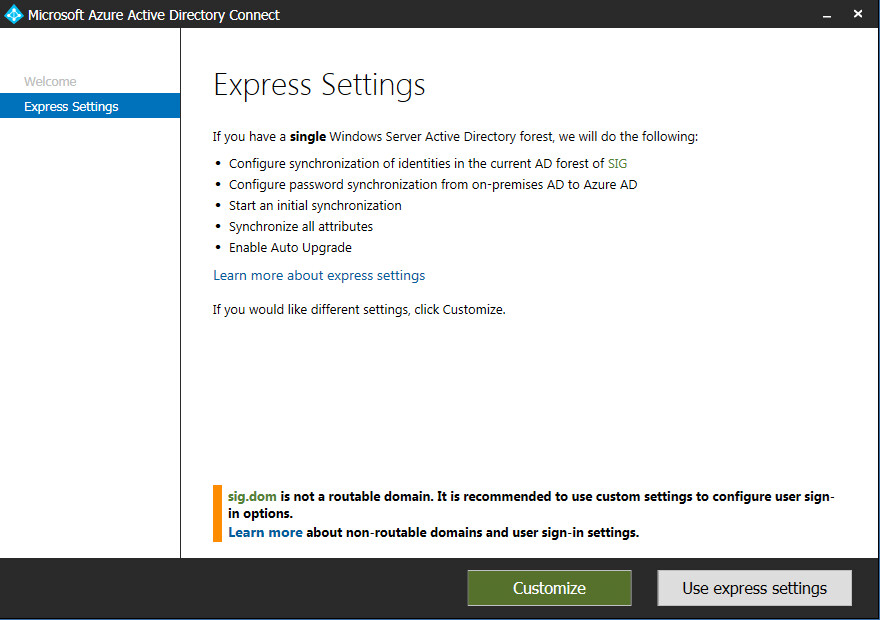 Microsoft Azure Active Directory Connect
Welcome
Express Settings
Express Settings
If you have a single Windows Server Active Directory forest, we will do the following:
• Configure synchronization of identities in the current AD forest of SIG
• Configure password synchronization from on-premises AD to Azure AD
• Start an initial synchronization
• Synchronize all attributes
• Enable Auto Upgrade
Learn more about express settings
If you would like different settings, click Customize.
sig.dom is not a routable domain. It is recommended to use custom settings to configure user sign-
in options.
Learn more about non-routable domains and user sign-in settings.
Customize
Use express settings